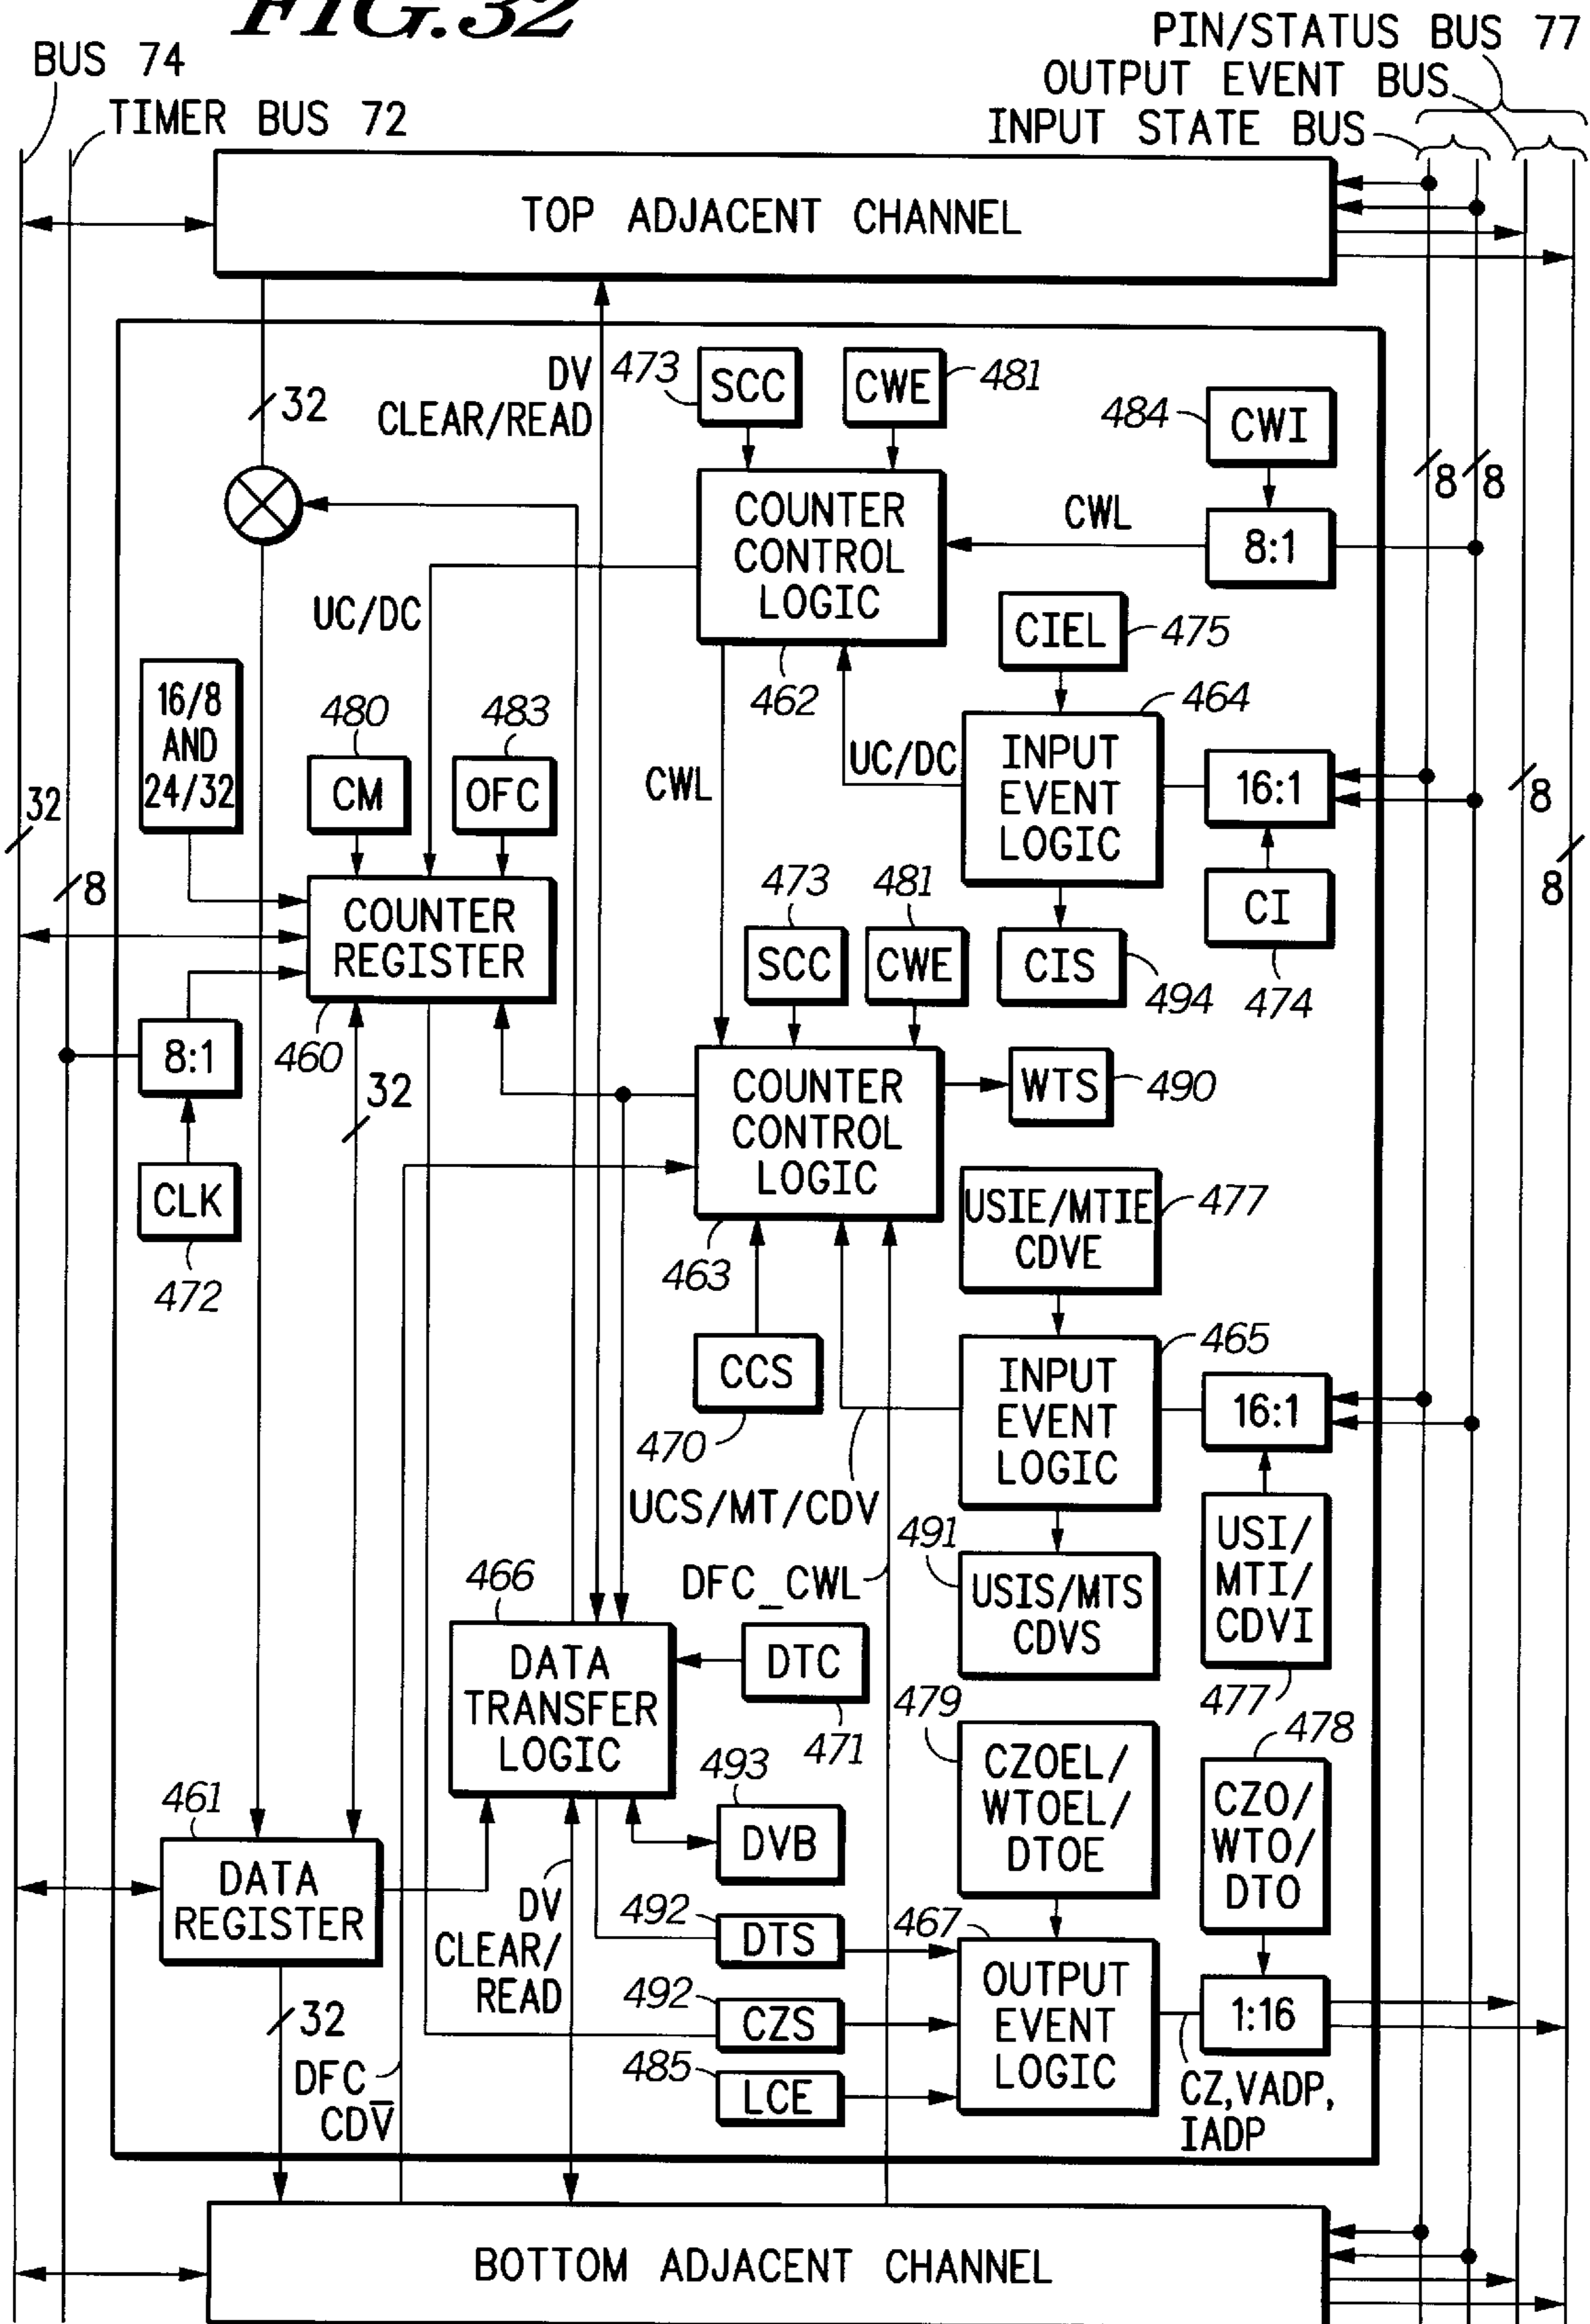 FIG.32
BUS 74
TIMER BUS 72
PIN/STATUS BUS 77
OUTPUT EVENT BUS
INPUT STATE BUS
TOP ADJACENT CHANNEL
32
DV
CLEAR/READ
473
SCC
CWE
481
484
CWI
8
8
COUNTER
CONTROL
LOGIC
462
CWL
8:1
UC/DC
CIEL
475
464
16/8
AND
24/32
480
CM
483
OFC
CWL
UC/DC
INPUT
EVENT
LOGIC
16:1
8
32
8
8
COUNTER
REGISTER
460
473
SCC
481
CWE
CIS
494
CI
474
8:1
32
COUNTER
CONTROL
LOGIC
463
WTS
490
CLK
472
USIE/MTIE
CDVE
477
CCS
470
465
INPUT
EVENT
LOGIC
16:1
UCS/MT/CDV
491
USIS/MTS
CDVS
USI/
MTI/
CDVI
477
466
DFC_CWL
DATA
TRANSFER
LOGIC
DTC
471
479
CZOEL/
WTOEL/
DTOE
478
CZO/
WTO/
DTO
461
DATA
REGISTER
493
DVB
DV
CLEAR/
READ
492
DTS
467
OUTPUT
EVENT
LOGIC
1:16
492
CZS
485
LCE
32
DFC
CDV̅
CZ,VADP,
IADP
BOTTOM ADJACENT CHANNEL